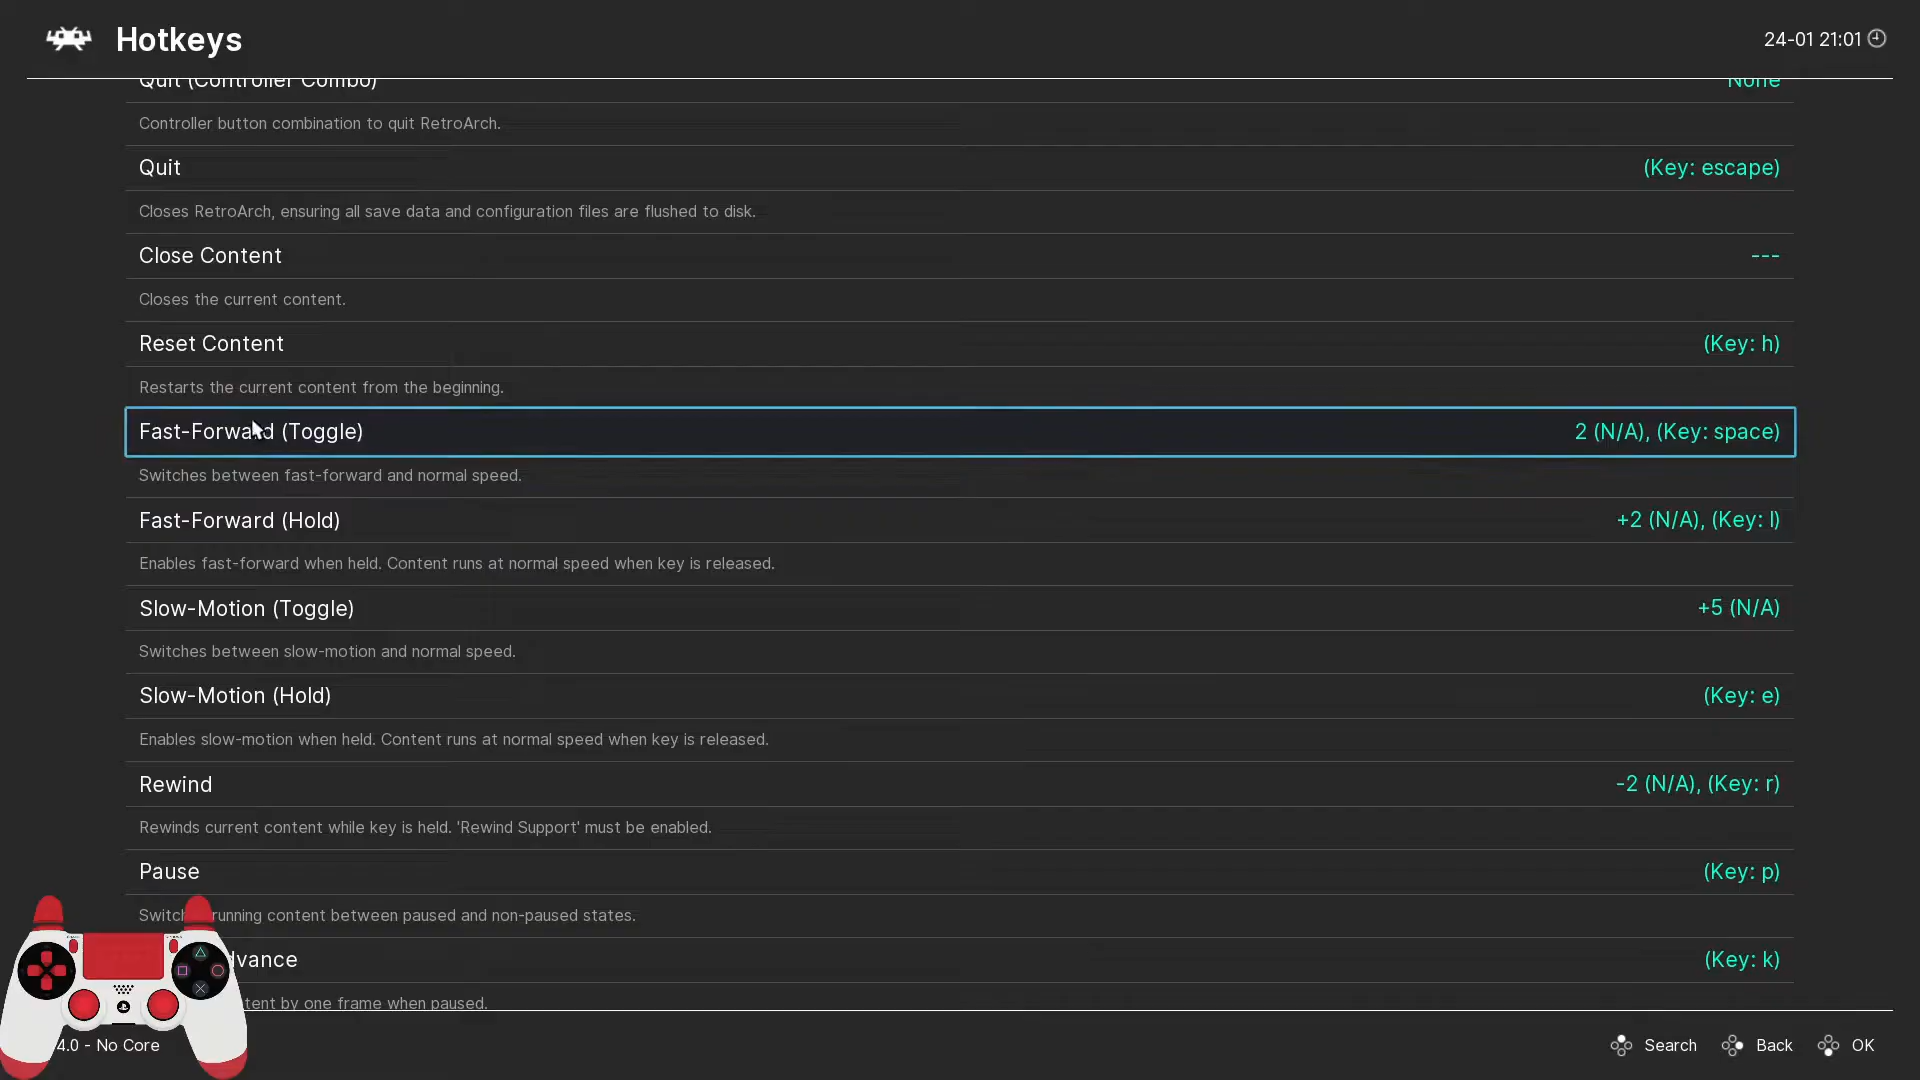 Hotkeys
24-01 21:01
Quit (Controller Combo)
None
Controller button combination to quit RetroArch.
Quit
(Key: escape)
Closes RetroArch, ensuring all save data and configuration files are flushed to disk.
Close Content
---
Closes the current content.
Reset Content
(Key: h)
Restarts the current content from the beginning.
Fast-Forward (Toggle)
2 (N/A), (Key: space)
Switches between fast-forward and normal speed.
Fast-Forward (Hold)
+2 (N/A), (Key: l)
Enables fast-forward when held. Content runs at normal speed when key is released.
Slow-Motion (Toggle)
+5 (N/A)
Switches between slow-motion and normal speed.
Slow-Motion (Hold)
(Key: e)
Enables slow-motion when held. Content runs at normal speed when key is released.
Rewind
-2 (N/A), (Key: r)
Rewinds current content while key is held. 'Rewind Support' must be enabled.
Pause
(Key: p)
Switch running content between paused and non-paused states.
dvance
(Key: k)
tent by one frame when paused.
4.0 - No Core
Search
Back
OK